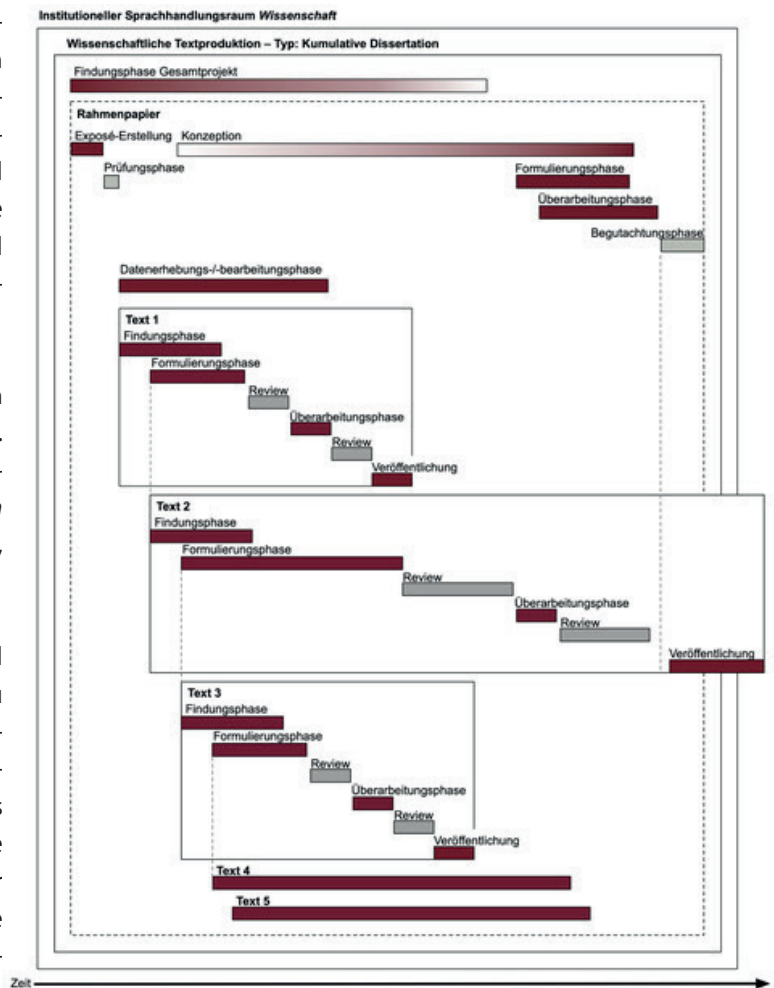 Institutioneller Sprachhandlungsraum Wissenschaft
Wissenschaftliche Textproduktion – Typ: Kumulative Dissertation
Findungsphase Gesamtprojekt
Rahmenpapier
Exposé-Erstellung Konzeption
Prüfungsphase
Formulierungsphase
Überarbeitungsphase
Begutachtungsphase
Datenerhebungs-/-bearbeitungsphase
Text 1
Findungsphase
Formulierungsphase
Review
Überarbeitungsphase
Review
Veröffentlichung
Text 2
Findungsphase
Formulierungsphase
Review
Überarbeitungsphase
Review
Veröffentlichung
Text 3
Findungsphase
Formulierungsphase
Review
Überarbeitungsphase
Review
Veröffentlichung
Text 4
Text 5
Zeit